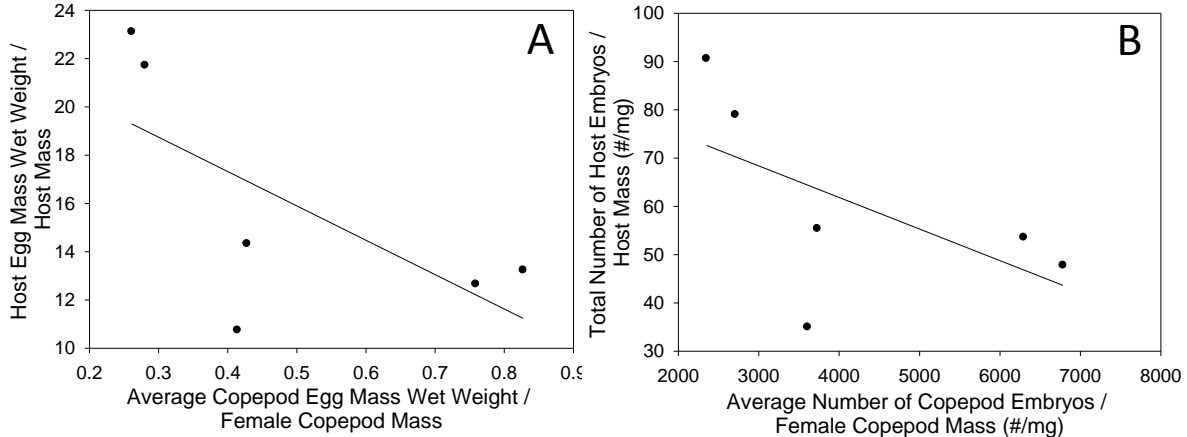 A
24
22
20
18
16
14
12
10
Host Egg Mass Wet Weight /
Host Mass
0.2 0.3 0.4 0.5 0.6 0.7 0.8 0.9
Average Copepod Egg Mass Wet Weight /
Female Copepod Mass
B
100
90
80
70
60
50
40
30
Total Number of Host Embryos /
Host Mass (#/mg)
2000 3000 4000 5000 6000 7000 8000
Average Number of Copepod Embryos /
Female Copepod Mass (#/mg)